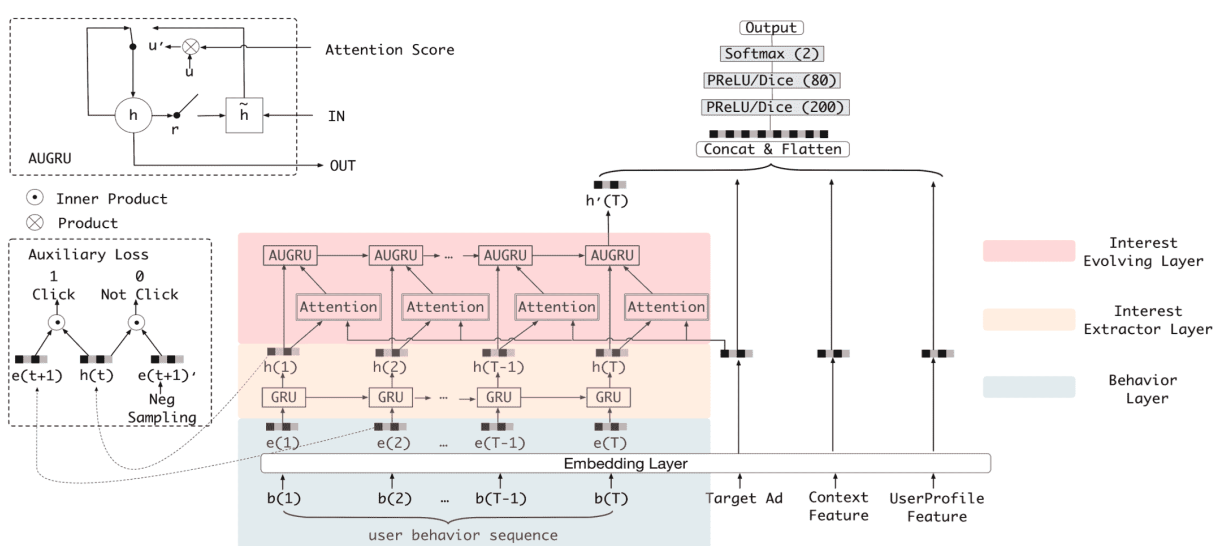 Output
Softmax (2)
PReLU/Dice (80)
PReLU/Dice (200)
Concat & Flatten
u'
u
Attention Score
h
r
h̃
IN
AUGRU
OUT
Inner Product
Product
h'(T)
Auxiliary Loss
1
Click
0
Not Click
e(t+1)
h(t)
e(t+1)'
Neg
Sampling
AUGRU
AUGRU
...
AUGRU
AUGRU
Attention
Attention
Attention
Attention
h(1)
h(2)
h(T-1)
h(T)
GRU
GRU
...
GRU
GRU
e(1)
e(2)
...
e(T-1)
e(T)
Embedding Layer
b(1)
b(2)
...
b(T-1)
b(T)
user behavior sequence
Target Ad
Context
Feature
UserProfile
Feature
Interest
Evolving Layer
Interest
Extractor Layer
Behavior
Layer